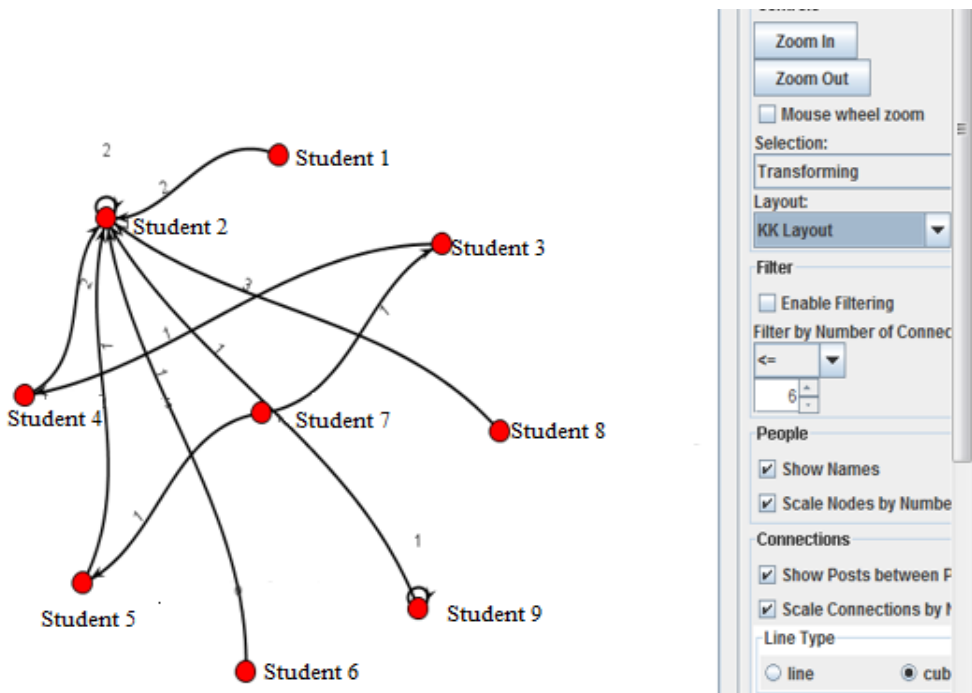 Zoom In
Zoom Out
Mouse wheel zoom
Selection:
Transforming
Layout:
KK Layout
Filter
Enable Filtering
Filter by Number of Connec
<=
6
People
Show Names
Scale Nodes by Numbe
Connections
Show Posts between P
Scale Connections by
Line Type
line
cub
2
Student 1
2
Student 2
Student 3
2
3
1
1
1
1
1
Student 4
Student 7
Student 8
1
1
Student 5
Student 9
Student 6